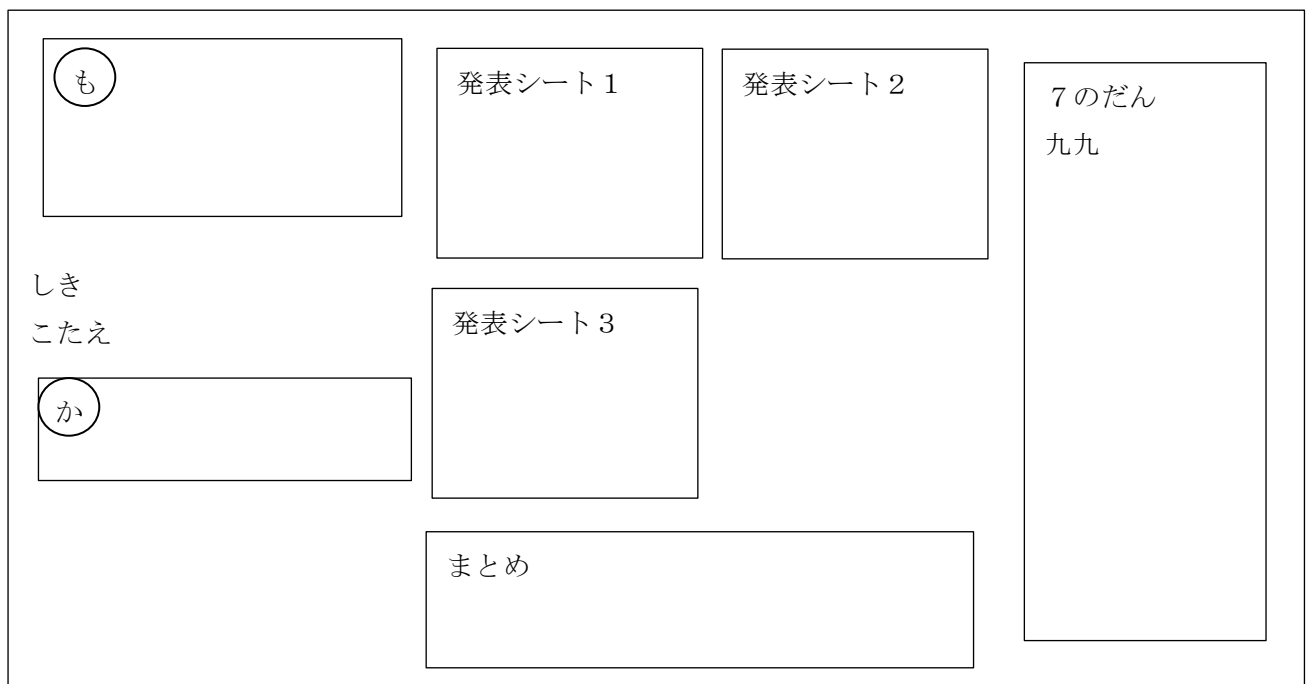 も
しき
こたえ
か
発表シート１
発表シート２
発表シート３
まとめ
７のだん
九九